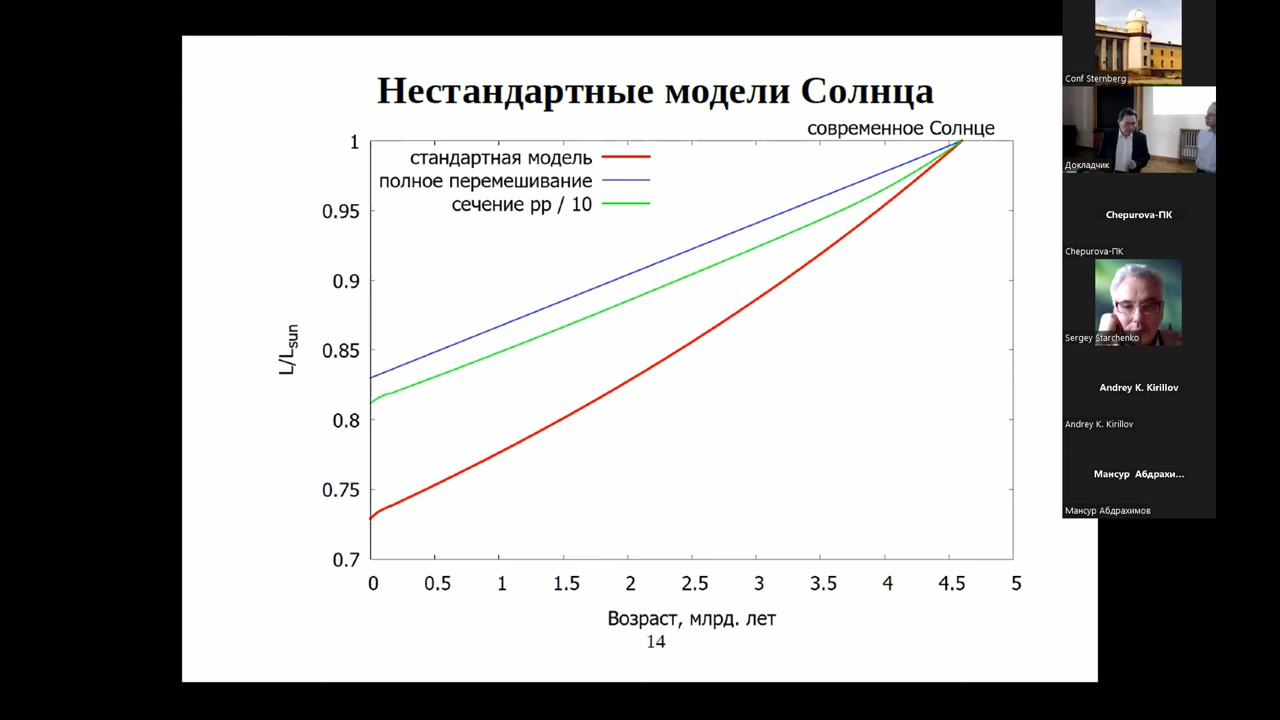 Нестандартные модели Солнца
современное Солнце
стандартная модель
полное перемешивание
сечение pp / 10
1
0.95
0.9
0.85
0.8
0.75
0.7
L/Lsun
0 0.5 1 1.5 2 2.5 3 3.5 4 4.5 5
Возраст, млрд. лет
14
Conf Sternberg
Докладчик
Chepurova-ПК
Chepurova-ПК
Sergey Starchenko
Andrey K. Kirillov
Andrey K. Kirillov
Мансур Абдрахи...
Мансур Абдрахимов